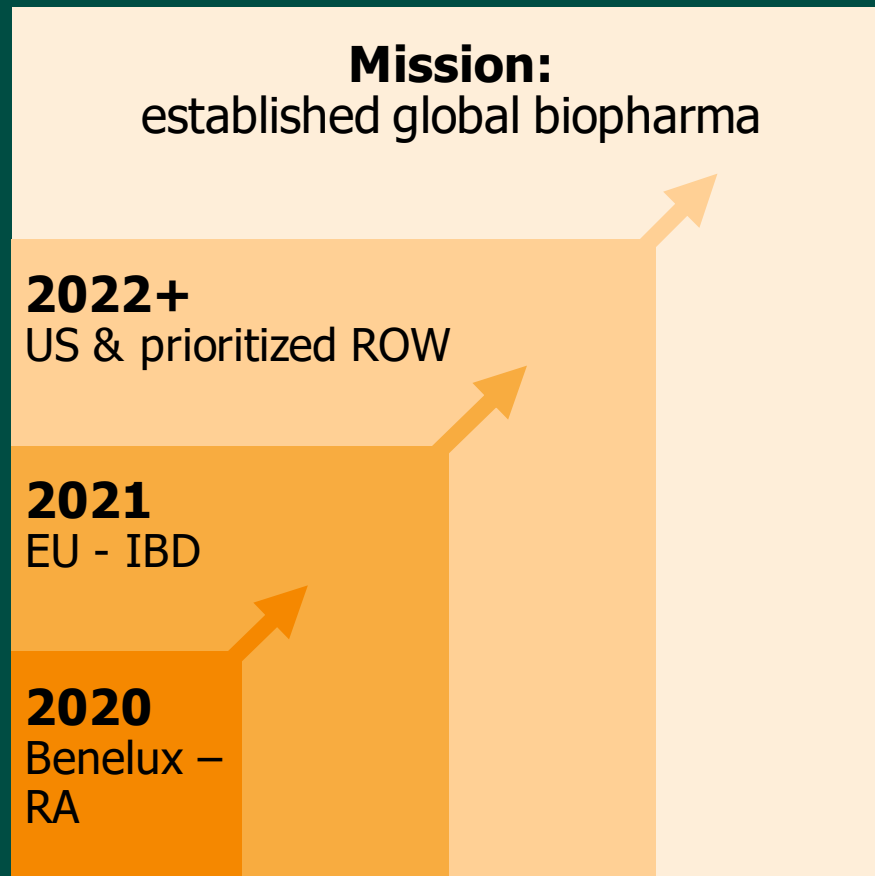 Mission:
established global biopharma
2022+
US & prioritized ROW
2021
EU - IBD
2020
Benelux –
RA